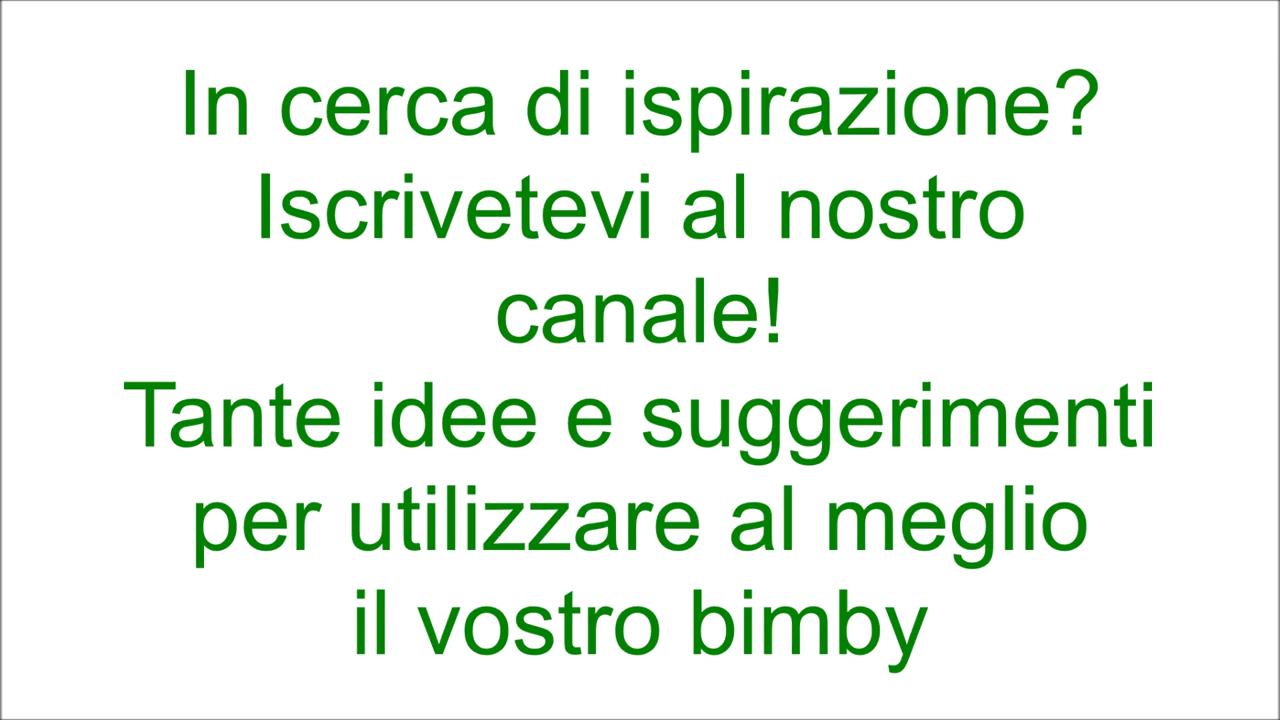 In cerca di ispirazione?
Iscrivetevi al nostro
canale!
Tante idee e suggerimenti
per utilizzare al meglio
il vostro bimby